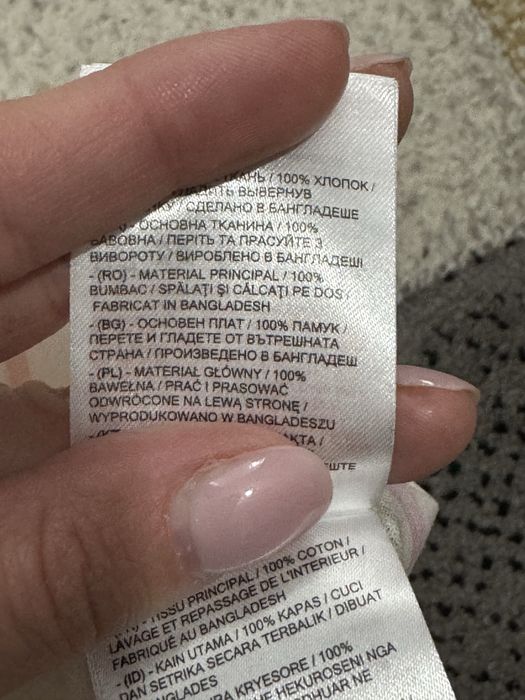 ТКАНЬ / 100% ХЛОПОК /
ВЫВЕРНУВ
СДЕЛАНО В БАНГЛАДЕШЕ
- ОСНОВНА ТКАНИНА / 100%
БАВОВНА / ПЕРІТЬ ТА ПРАСУЙТЕ З
ВИВОРОТУ / ВИРОБЛЕНО В БАНГЛАДЕШІ
- (RO) - MATERIAL PRINCIPAL / 100%
BUMBAC / SPĂLAȚI ȘI CĂLCAȚI PE DOS /
FABRICAT IN BANGLADESH
- (BG) - ОСНОВЕН ПЛАТ / 100% ПАМУК /
ПЕРЕТЕ И ГЛАДЕТЕ ОТ ВЪТРЕШНАТА
СТРАНА / ПРОИЗВЕДЕНО В БАНГЛАДЕШ
- (PL) - MATERIAŁ GŁÓWNY / 100%
BAWEŁNA / PRAĆ I PRASOWAĆ
ODWRÓCONE NA LEWĄ STRONĘ /
WYPRODUKOWANO W BANGLADESZU
- TISSU PRINCIPAL / 100% COTON /
LAVAGE ET REPASSAGE DE L'INTERIEUR /
FABRIQUÉ AU BANGLADESH
- (ID) - KAIN UTAMA / 100% KAPAS / CUCI
DAN SETRIKA SECARA TERBALIK / DIBUAT
KRYESORE / 100%
HEKUROSENI NGA